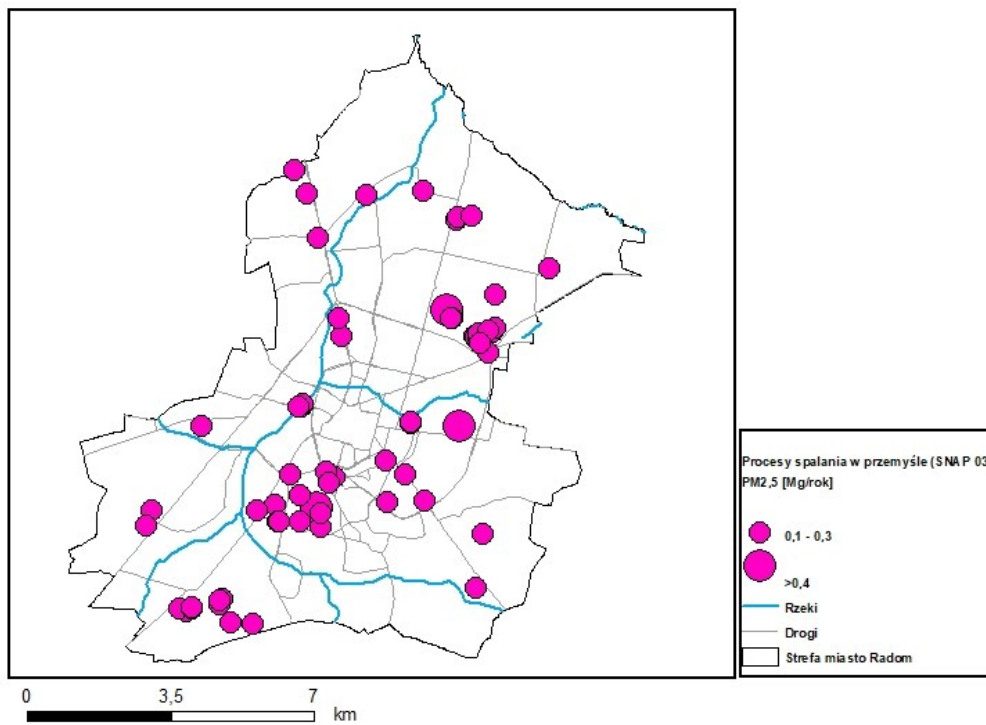 Procesy spalania w przemyśle (SNAP 03
PM2,5 [Mg/rok]
0,1 - 0,3
>0,4
Rzeki
Drogi
Strefa miasto Radom
0 3,5 7
km